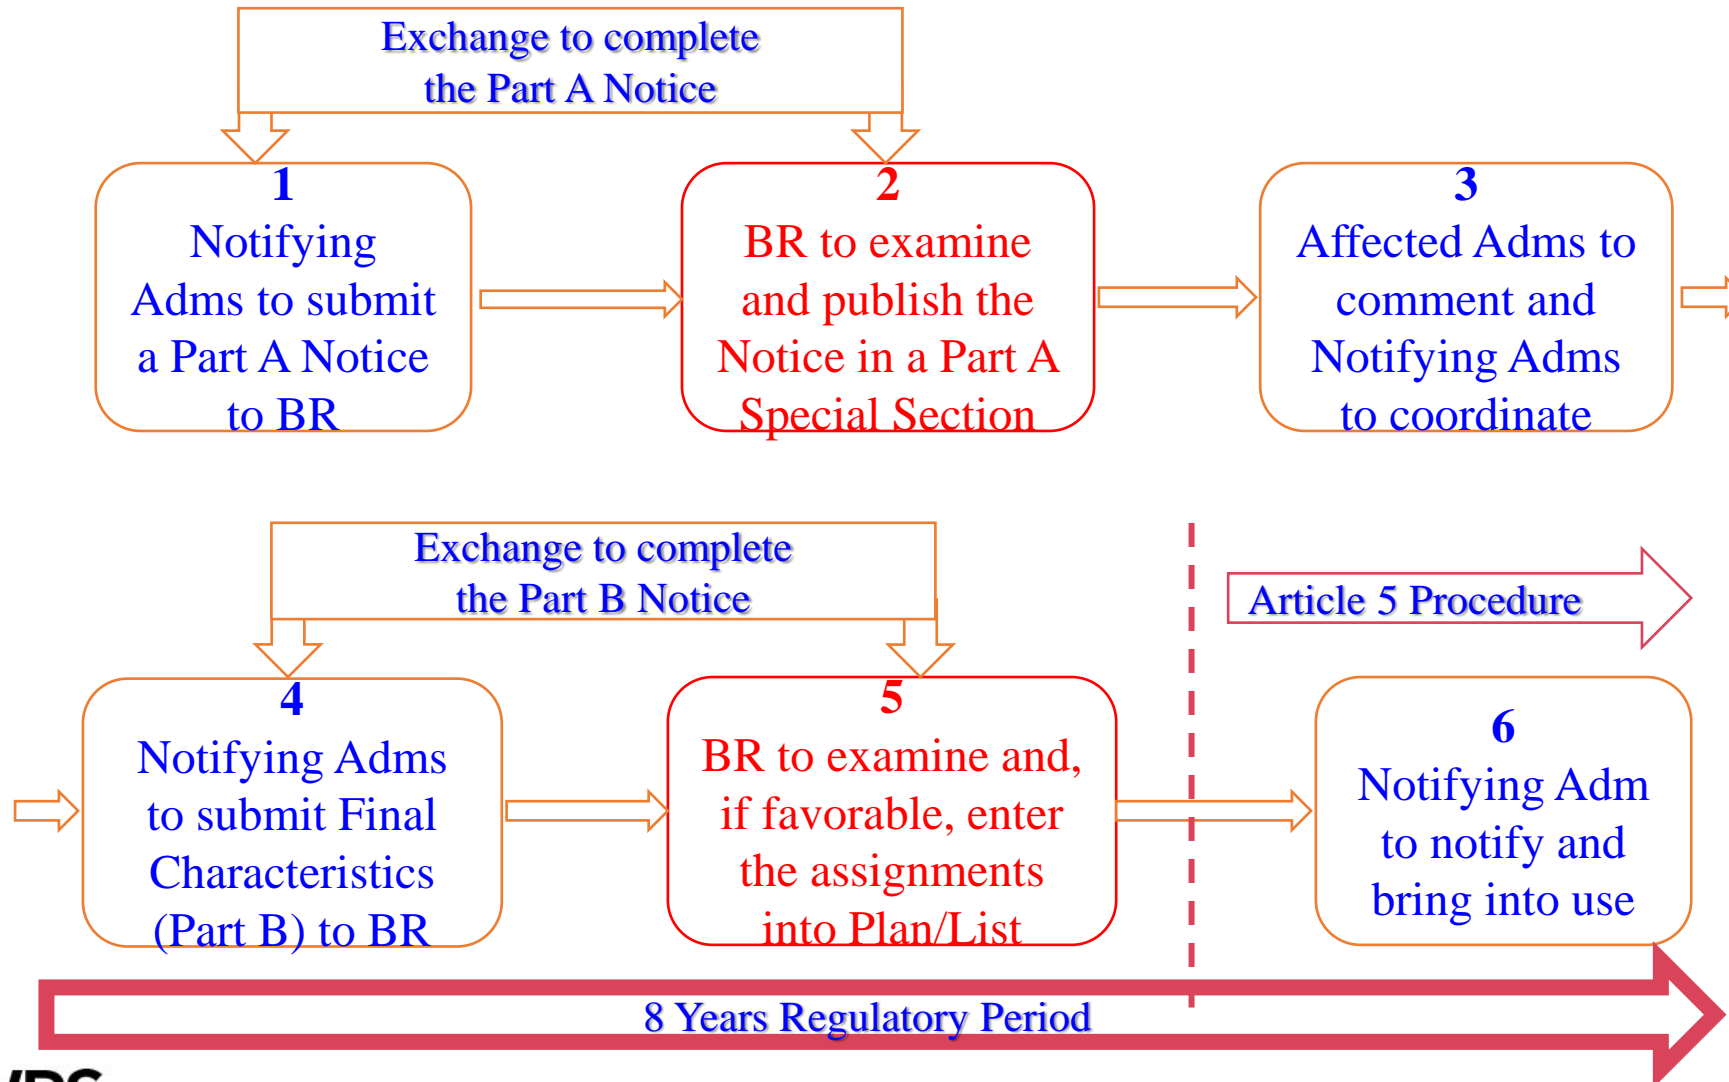 Exchange to complete
the Part A Notice
1
Notifying
Adms to submit
a Part A Notice
to BR
2
BR to examine
and publish the
Notice in a Part A
Special Section
3
Affected Adms to
comment and
Notifying Adms
to coordinate
Exchange to complete
the Part B Notice
Article 5 Procedure
4
Notifying Adms
to submit Final
Characteristics
(Part B) to BR
5
BR to examine and,
if favorable, enter
the assignments
into Plan/List
6
Notifying Adm
to notify and
bring into use
8 Years Regulatory Period